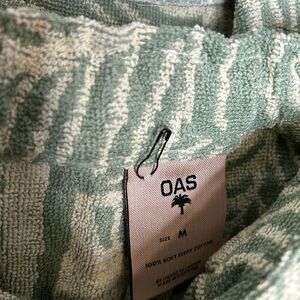 OAS
SIZE M
100% SOFT TERRY COTTON